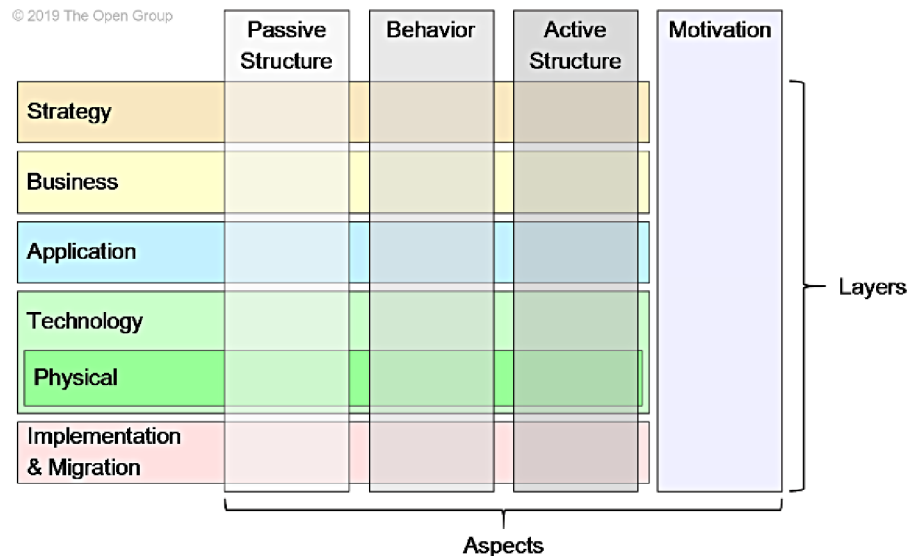 © 2019 The Open Group
Passive
Structure
Behavior
Active
Structure
Motivation
Strategy
Business
Application
Technology
Physical
Implementation
& Migration
Layers
Aspects